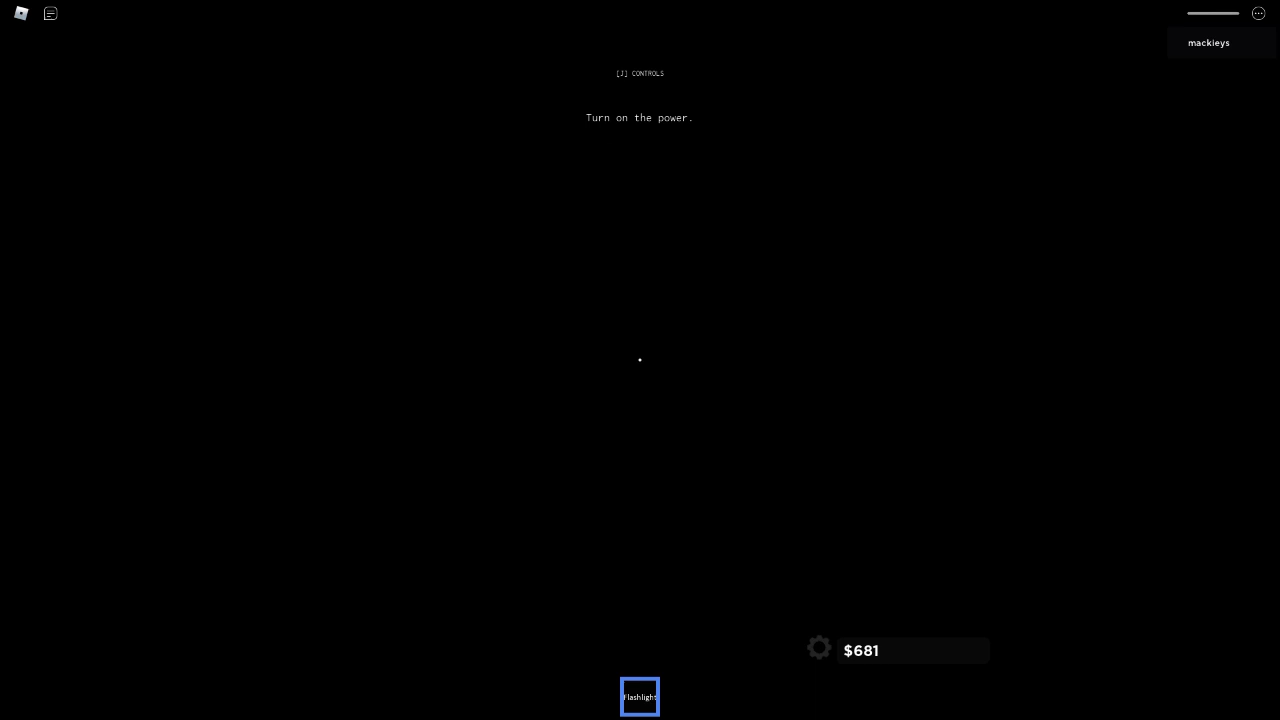 mackieys
[J] CONTROLS
Turn on the power.
$681
Flashlight